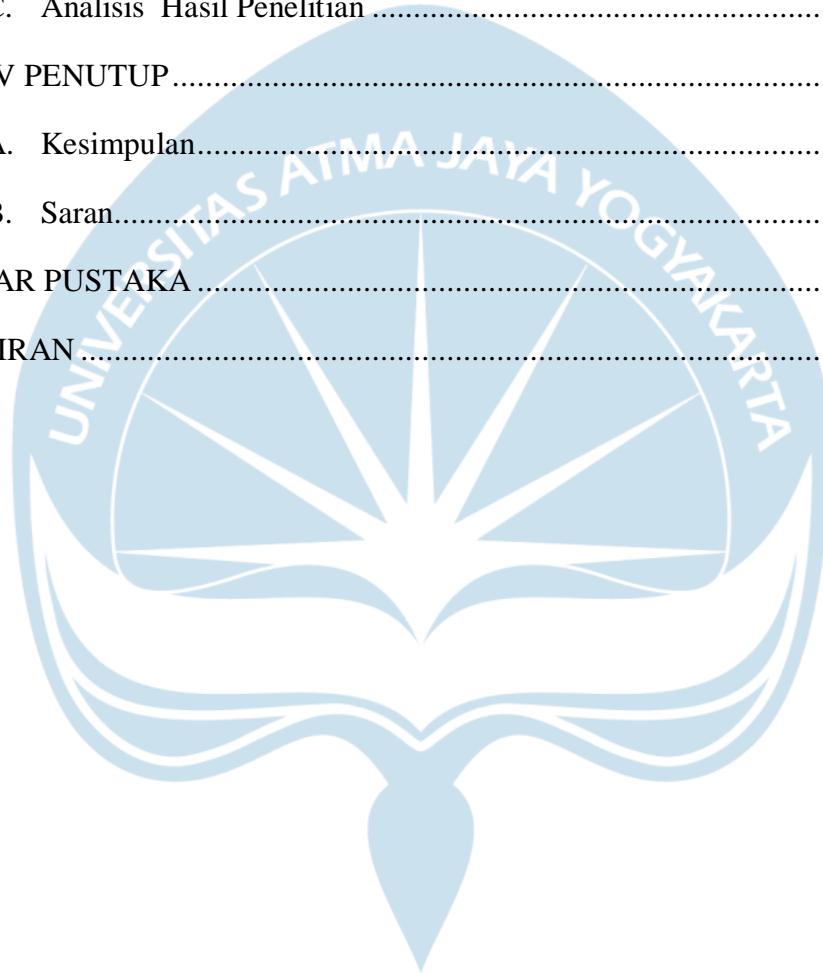 C. Analisis Hasil Penelitian ................................................................
V PENUTUP ................................................................................
A. Kesimpulan................................................................................
B. Saran................................................................................
AR PUSTAKA ................................................................................
IRAN ................................................................................
UNIVERSITAS ATMA JAYA YOGYAKARTA